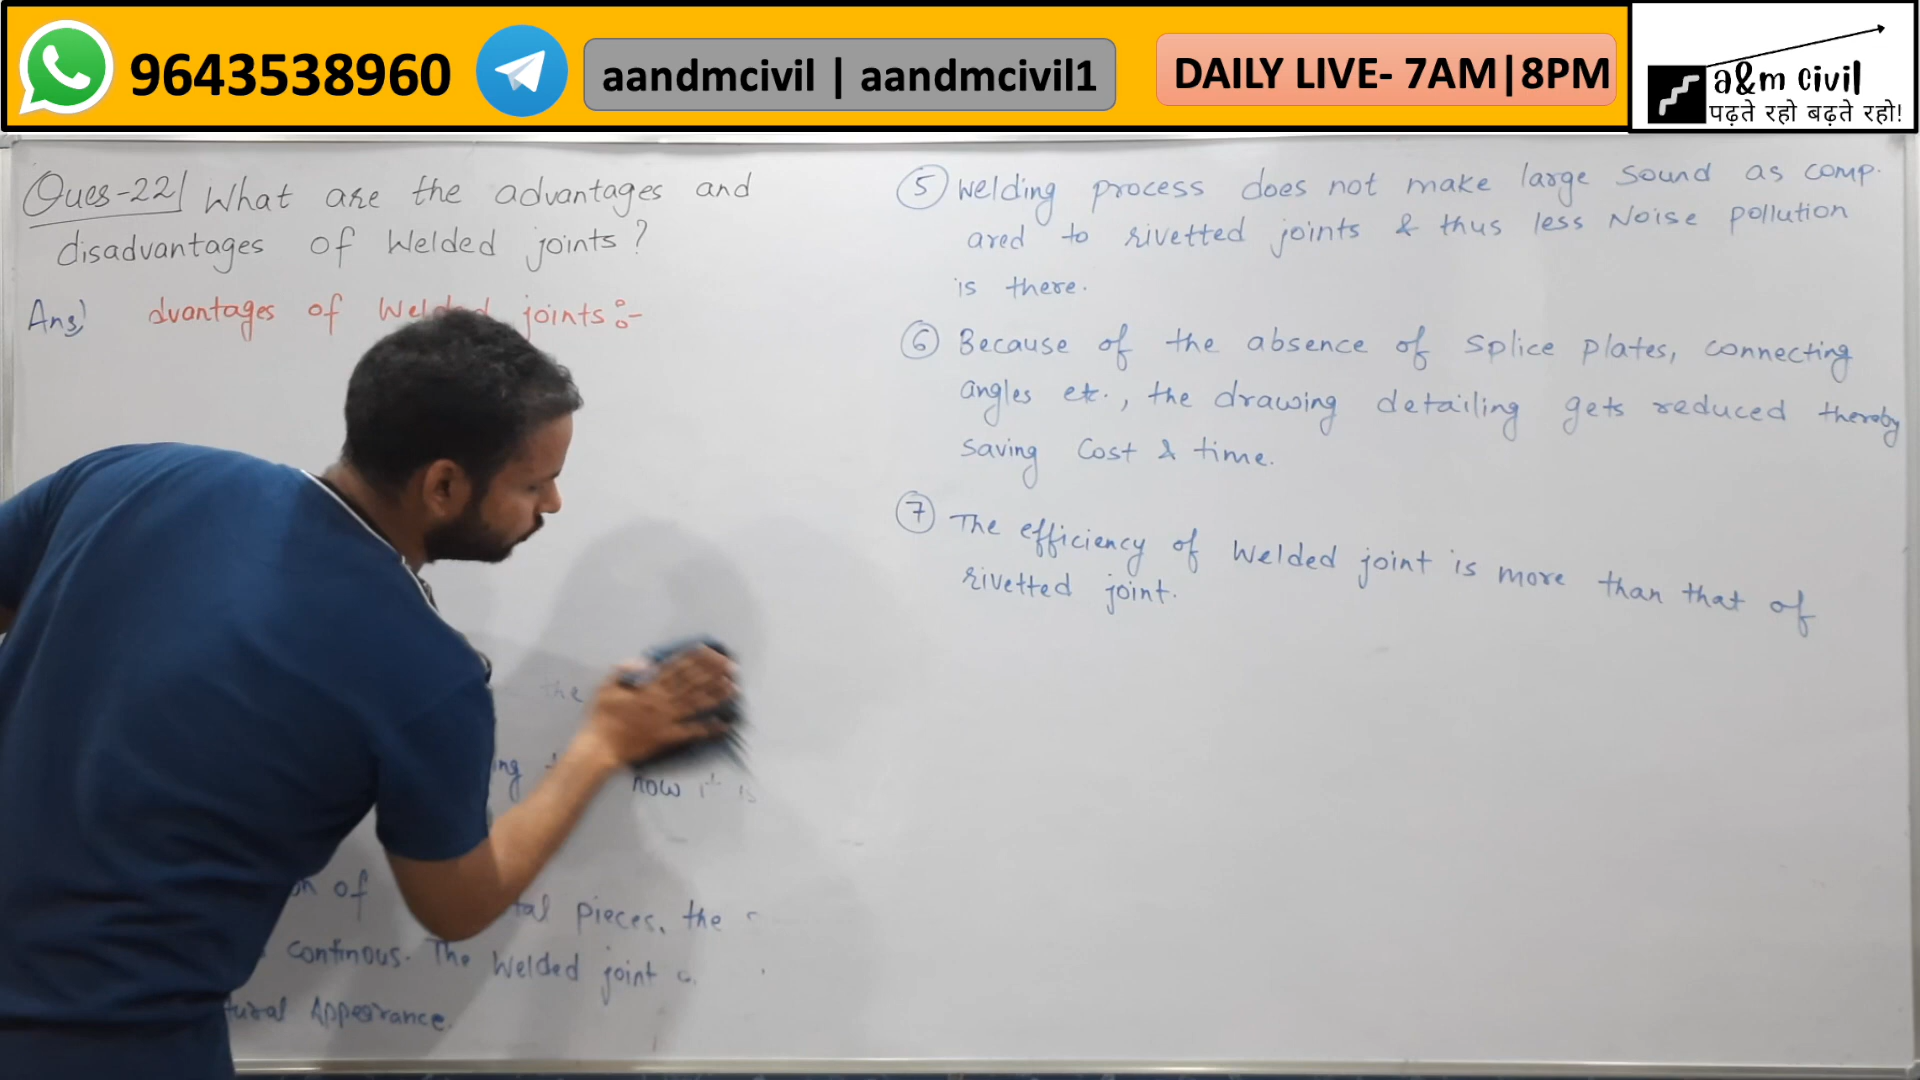 9643538960
aandmcivil | aandmcivil1
DAILY LIVE- 7AM|8PM
a&m civil
पढ़ते रहो बढ़ते रहो!
Ques-22| What are the advantages and
disadvantages of Welded joints?
Ans) dvantages of joints:-
the
now it is
of pieces. the
continous. The Welded joint
Appearance.
⑤ Welding process does not make large sound as comp.
ared to rivetted joints & thus less Noise pollution
is there.
⑥ Because of the absence of splice plates, connecting
angles etc., the drawing detailing gets reduced thereby
saving Cost & time.
⑦ The efficiency of Welded joint is more than that of
rivetted joint.